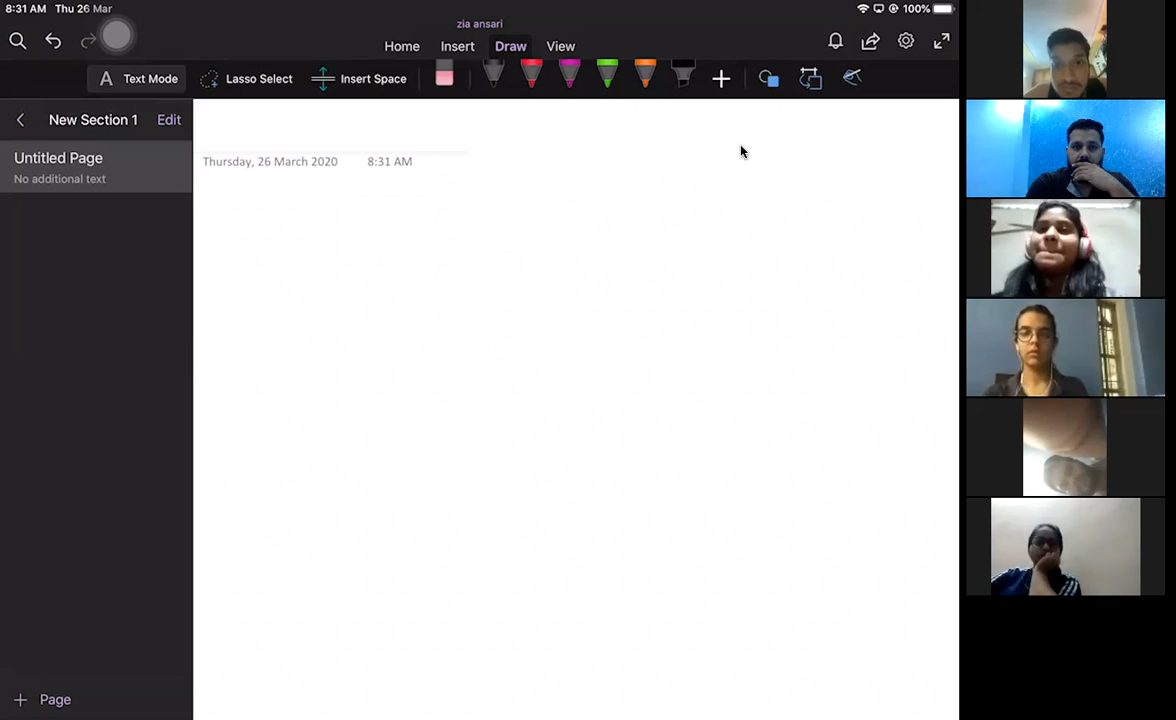 8:31 AM Thu 26 Mar 100%
zia ansari
Home Insert Draw View
A Text Mode Lasso Select Insert Space
New Section 1 Edit
Untitled Page
No additional text
Thursday, 26 March 2020 8:31 AM
+ Page